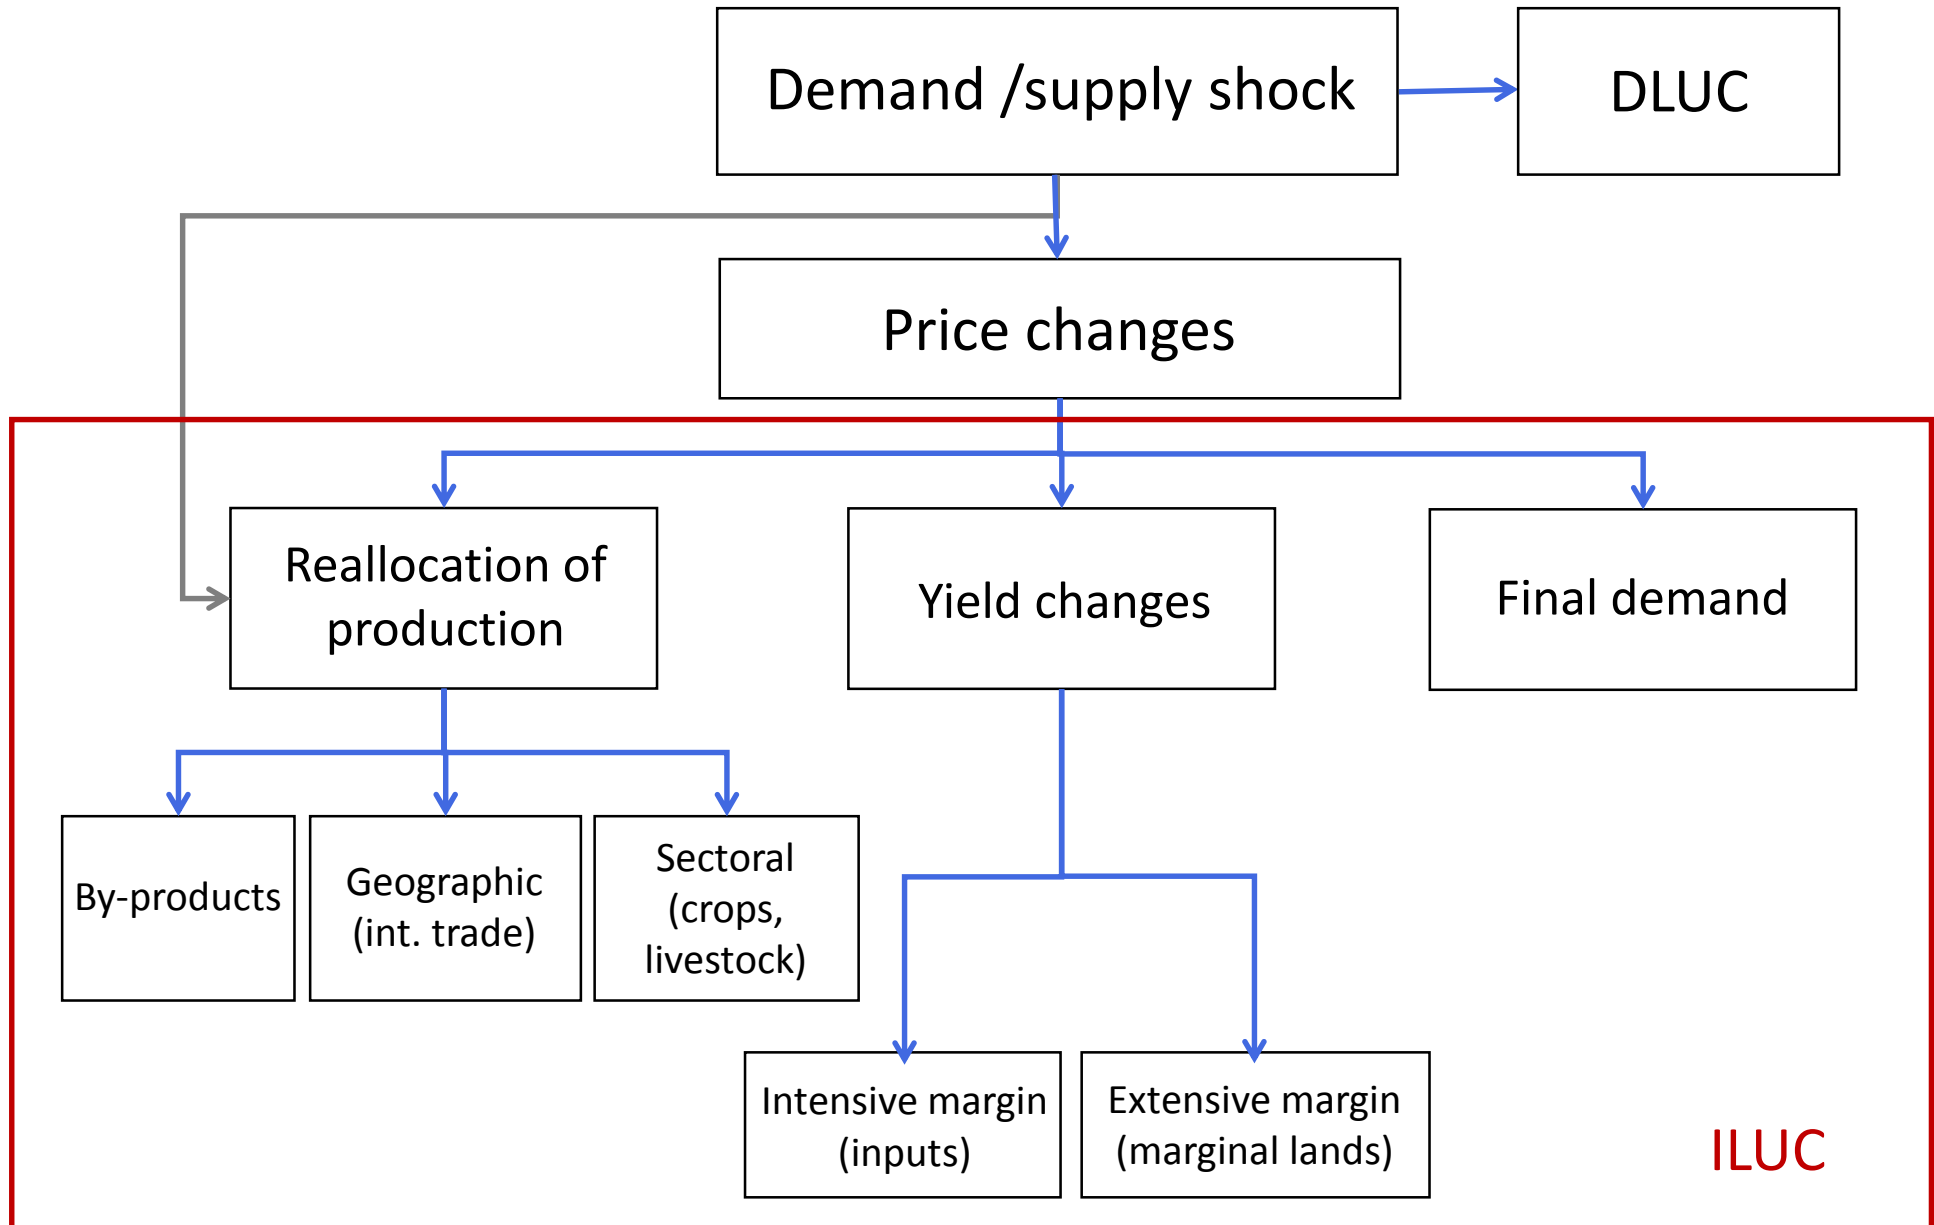 Demand /supply shock
DLUC
Price changes
Reallocation of
production
Yield changes
Final demand
By-products
Geographic
(int. trade)
Sectoral
(crops,
livestock)
Intensive margin
(inputs)
Extensive margin
(marginal lands)
ILUC